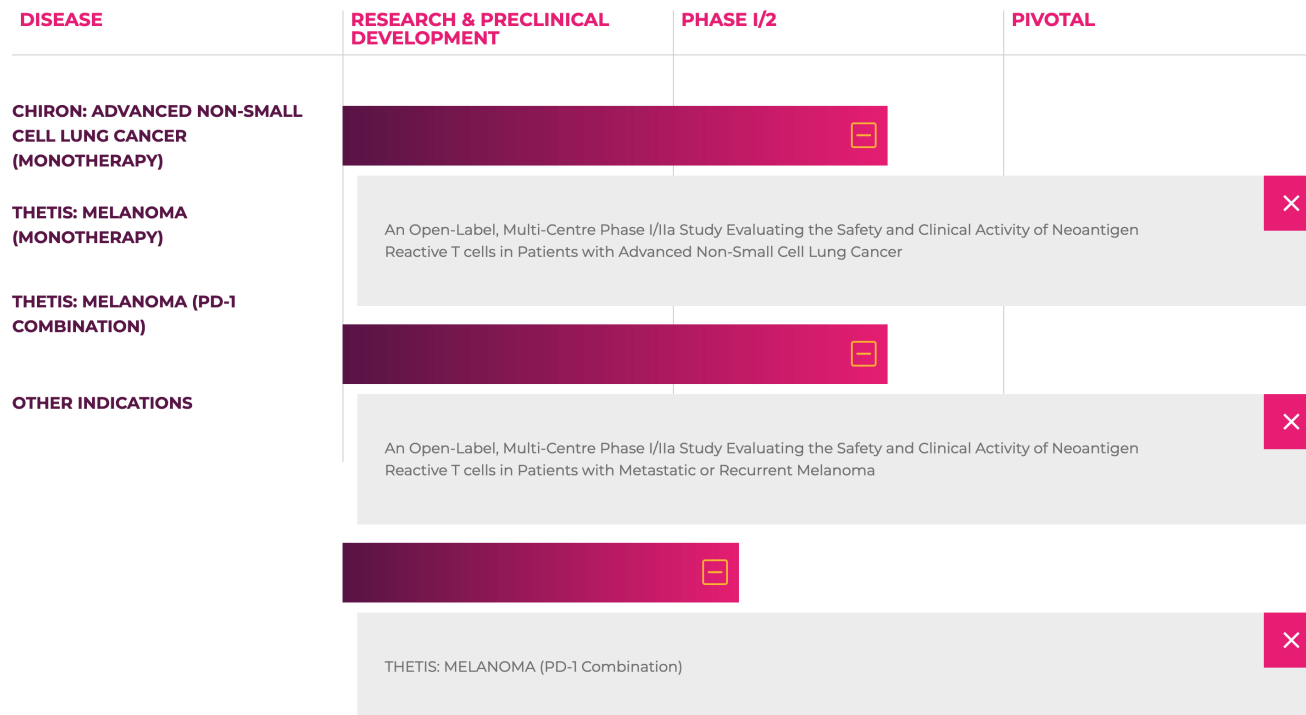 DISEASE
RESEARCH & PRECLINICAL
DEVELOPMENT
PHASE I/2
PIVOTAL
CHIRON: ADVANCED NON-SMALL
CELL LUNG CANCER
(MONOTHERAPY)
THETIS: MELANOMA
(MONOTHERAPY)
THETIS: MELANOMA (PD-1
COMBINATION)
OTHER INDICATIONS
An Open-Label, Multi-Centre Phase I/IIa Study Evaluating the Safety and Clinical Activity of Neoantigen
Reactive T cells in Patients with Advanced Non-Small Cell Lung Cancer
An Open-Label, Multi-Centre Phase I/IIa Study Evaluating the Safety and Clinical Activity of Neoantigen
Reactive T cells in Patients with Metastatic or Recurrent Melanoma
THETIS: MELANOMA (PD-1 Combination)